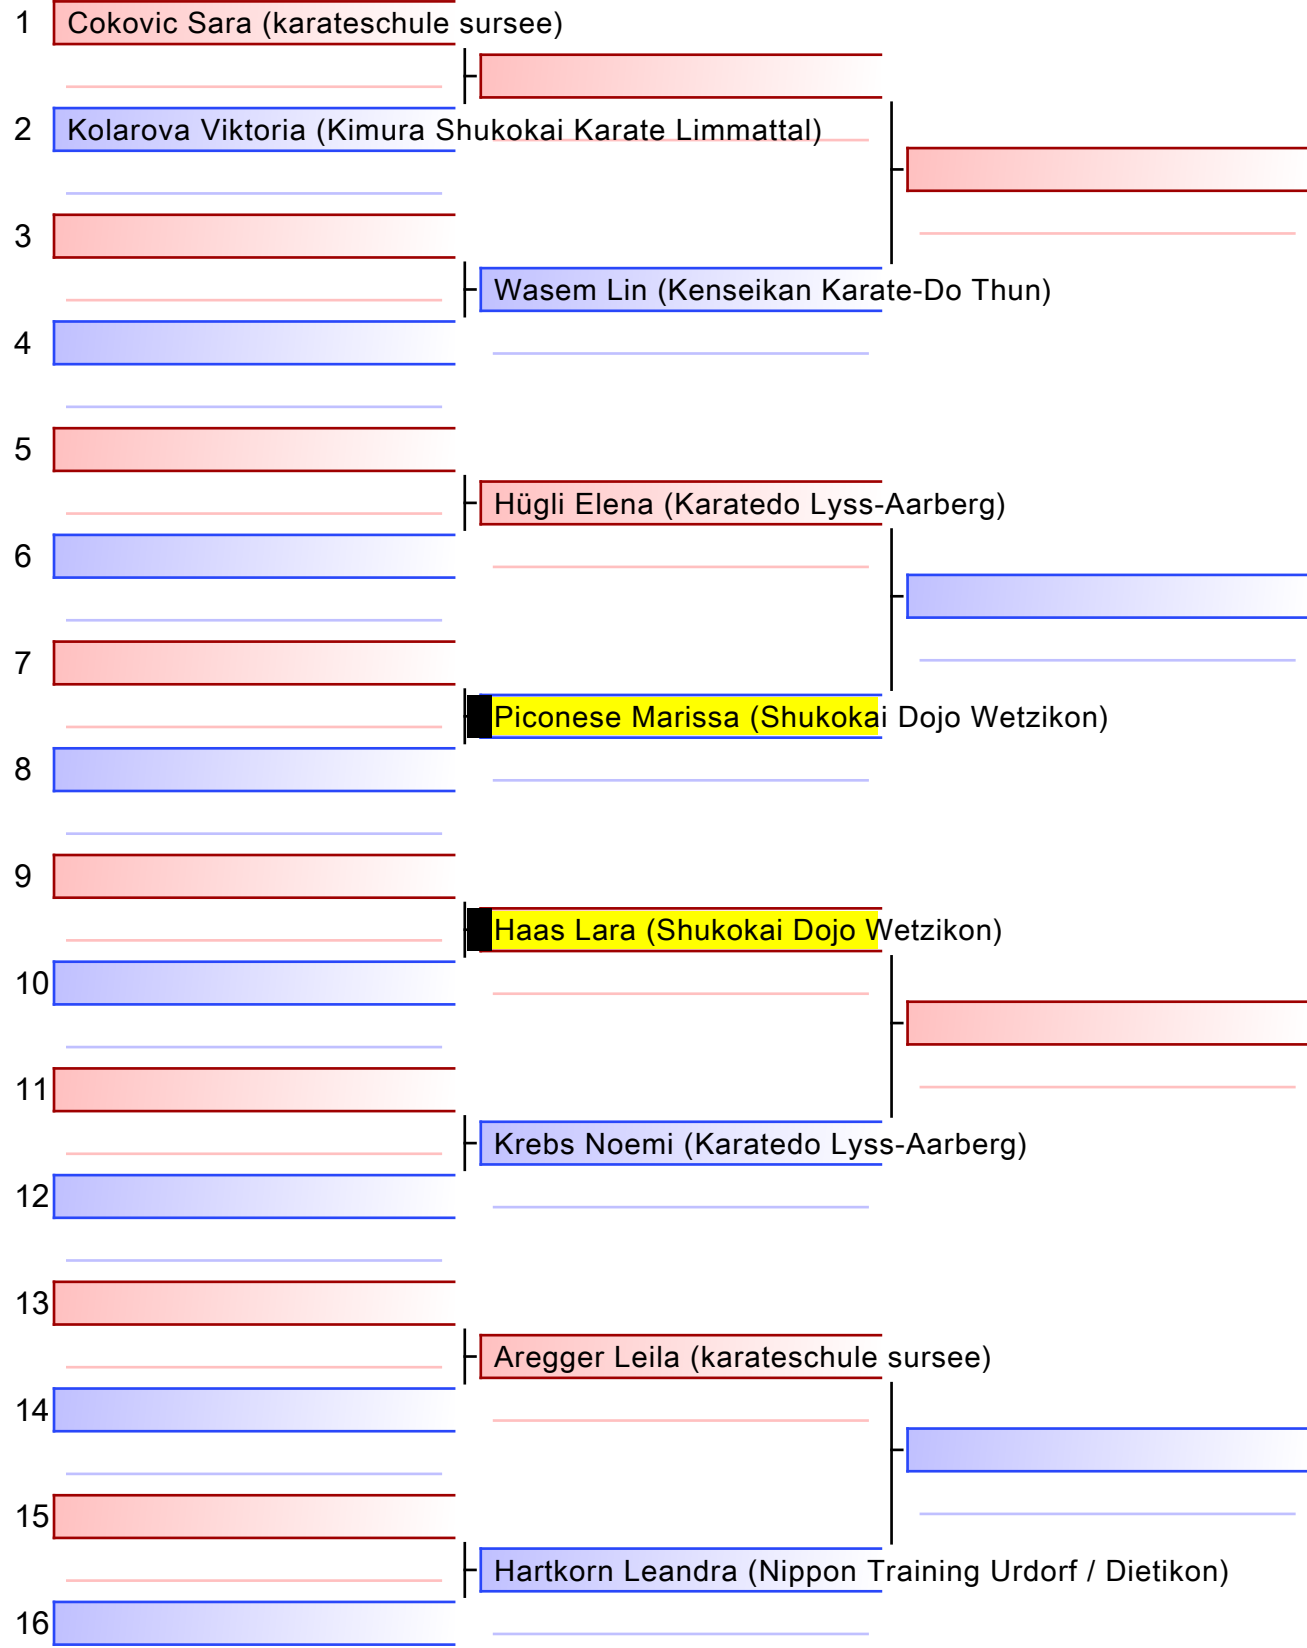 1 Cokovic Sara (karateschule sursee)
2 Kolarova Viktoria (Kimura Shukokai Karate Limmattal)
3
Wasem Lin (Kenseikan Karate-Do Thun)
4
5
Hügli Elena (Karatedo Lyss-Aarberg)
6
7
Piconese Marissa (Shukokai Dojo Wetzikon)
8
9
Haas Lara (Shukokai Dojo Wetzikon)
10
11
Krebs Noemi (Karatedo Lyss-Aarberg)
12
13
Aregger Leila (karateschule sursee)
14
15
Hartkorn Leandra (Nippon Training Urdorf / Dietikon)
16